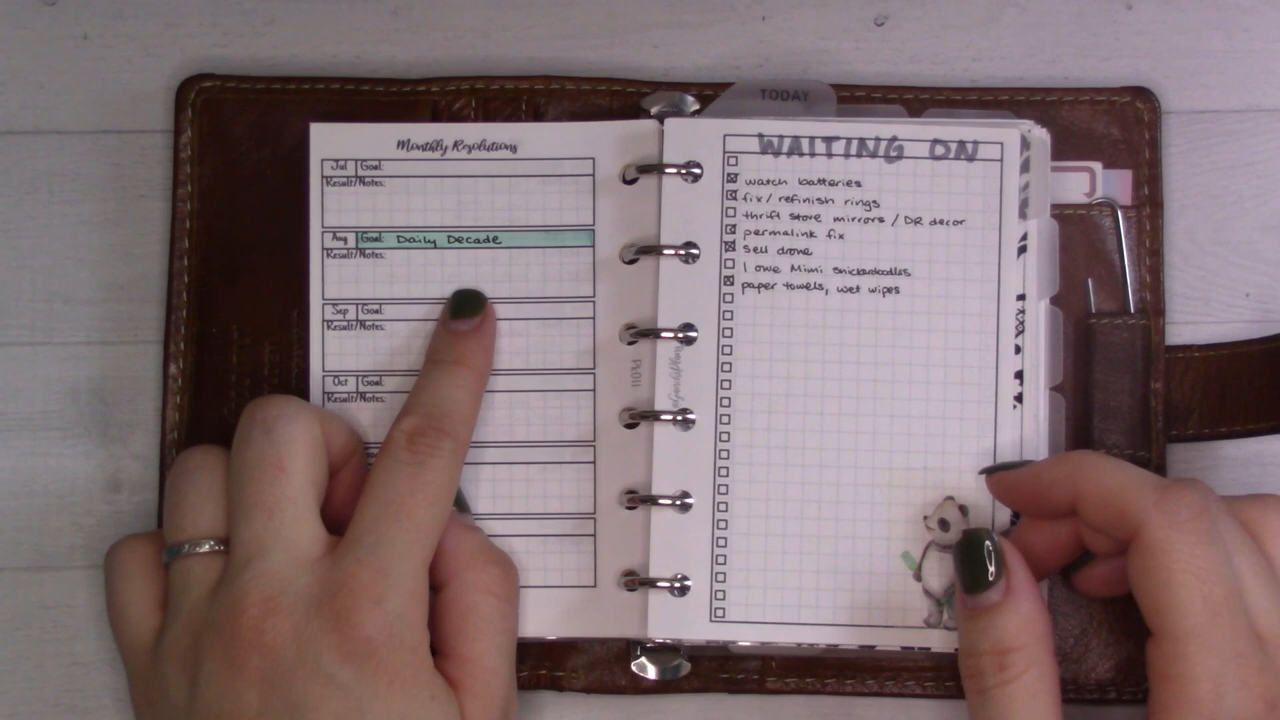 TODAY
Monthly Resolutions
Jul Goal:
Result/Notes:
Aug Goal: Daily Decade
Result/Notes:
Sep Goal:
Result/Notes:
Oct Goal:
Result/Notes:
PK011
WAITING ON
watch batteries
fix/refinish rings
thrift store mirrors / DR decor
permalink fix
sell drone
I owe Mimi snickerdoodles
paper towels, wet wipes